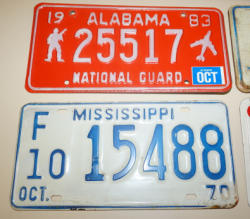 19 ALABAMA 83
25517
OCT
NATIONAL GUARD
MISSISSIPPI
F/10 15488
OCT. 70